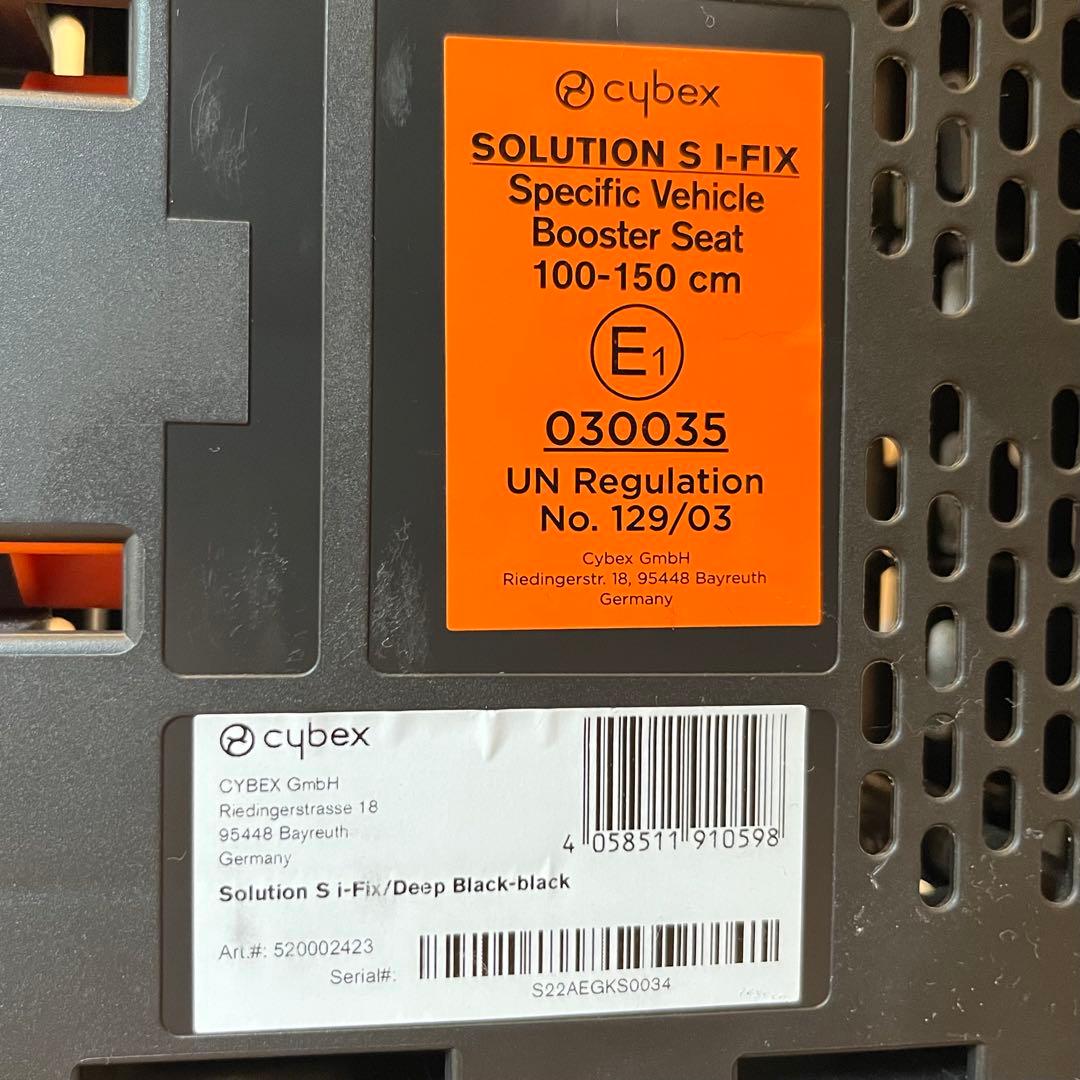 cybex
SOLUTION S I-FIX
Specific Vehicle
Booster Seat
100-150 cm
E1
030035
UN Regulation
No. 129/03
Cybex GmbH
Riedingerstr. 18, 95448 Bayreuth
Germany
cybex
CYBEX GmbH
Riedingerstrasse 18
95448 Bayreuth
Germany
4 058511 910598
Solution S i-Fix/Deep Black-black
Art.#: 520002423
Serial#:
S22AEGKS0034